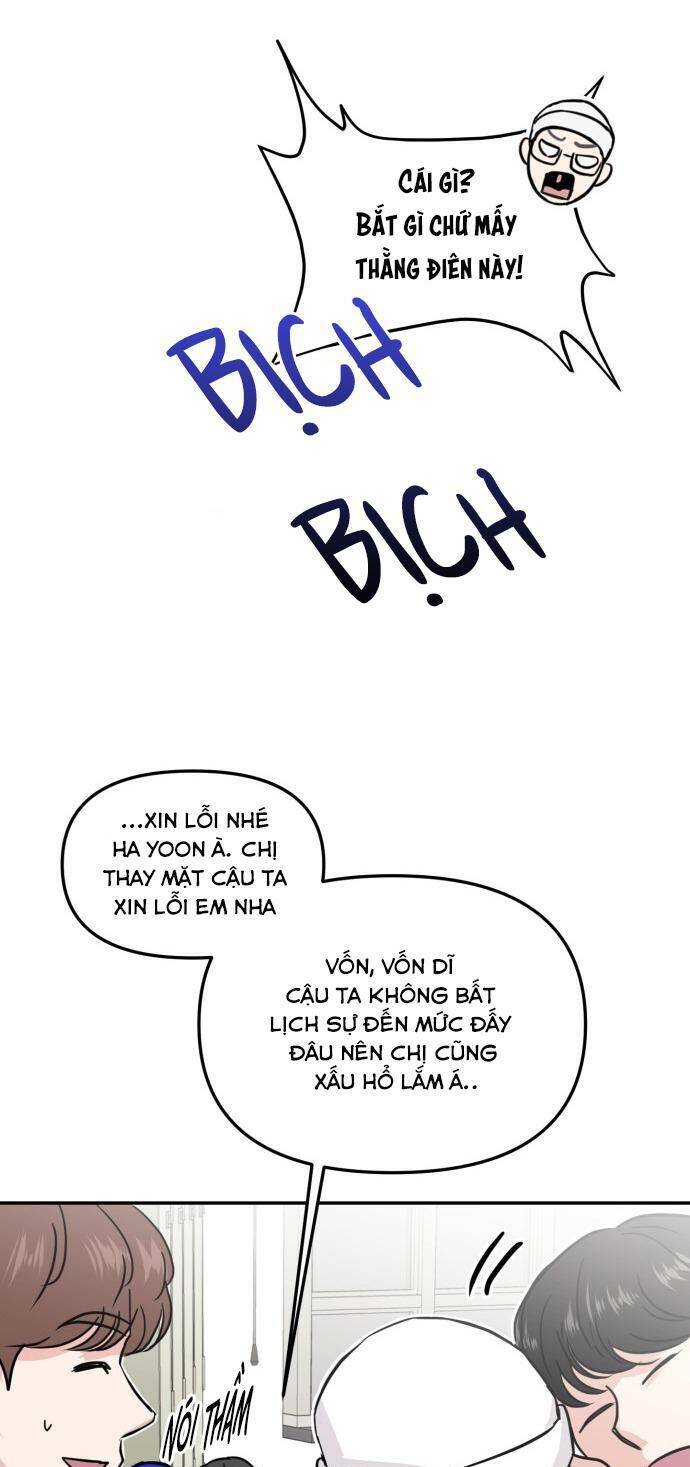 CÁI GÌ?
BẮT GÌ CHỨ MẤY
THẰNG ĐIÊN NÀY!
BỊCH
BỊCH
...XIN LỖI NHÉ
HA YOON À. CHỊ
THAY MẶT CẬU TA
XIN LỖI EM NHA
VỐN, VỐN DĨ
CẬU TA KHÔNG BẤT
LỊCH SỰ ĐẾN MỨC ĐẤY
ĐÂU NÊN CHỊ CŨNG
XẤU HỔ LẮM Á..
NÓI THẦM